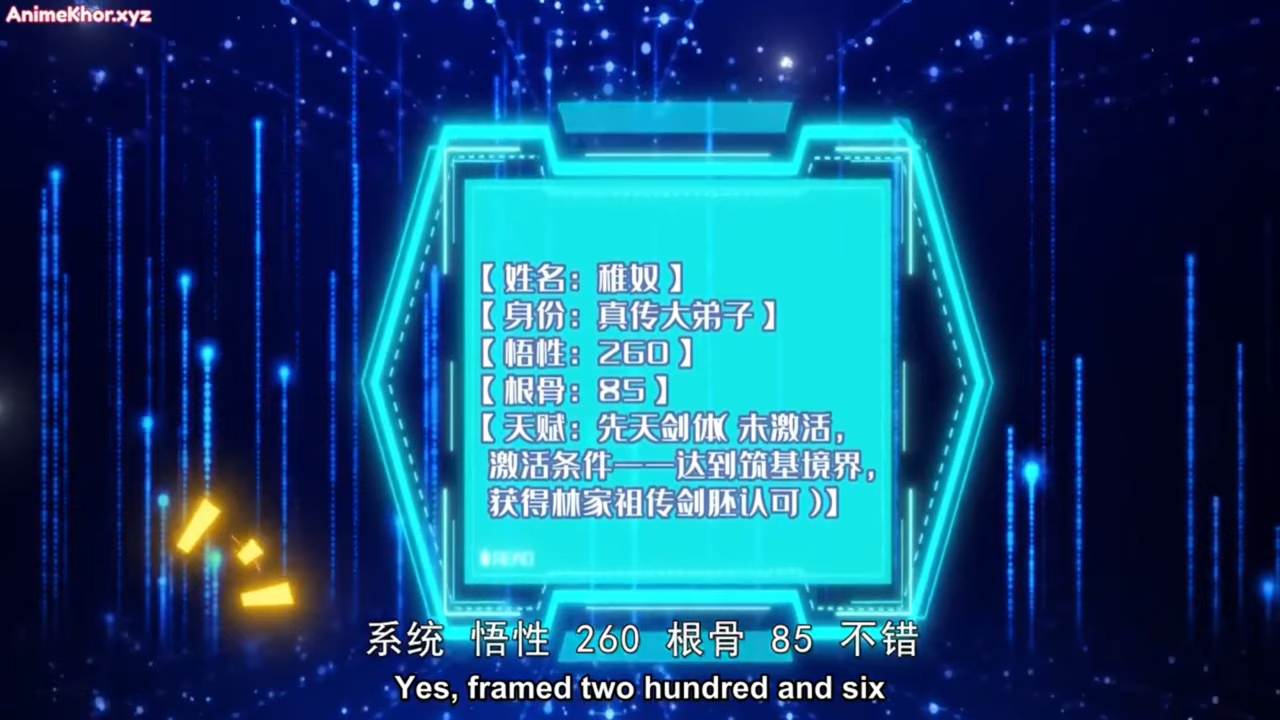 AnimeKhor.xyz
【姓名：稚奴】
【身份：真传大弟子】
【悟性：260】
【根骨：85】
【天赋：先天剑体（未激活，
激活条件——达到筑基境界，
获得林家祖传剑胚认可）】
系统 悟性 260 根骨 85 不错
Yes, framed two hundred and six